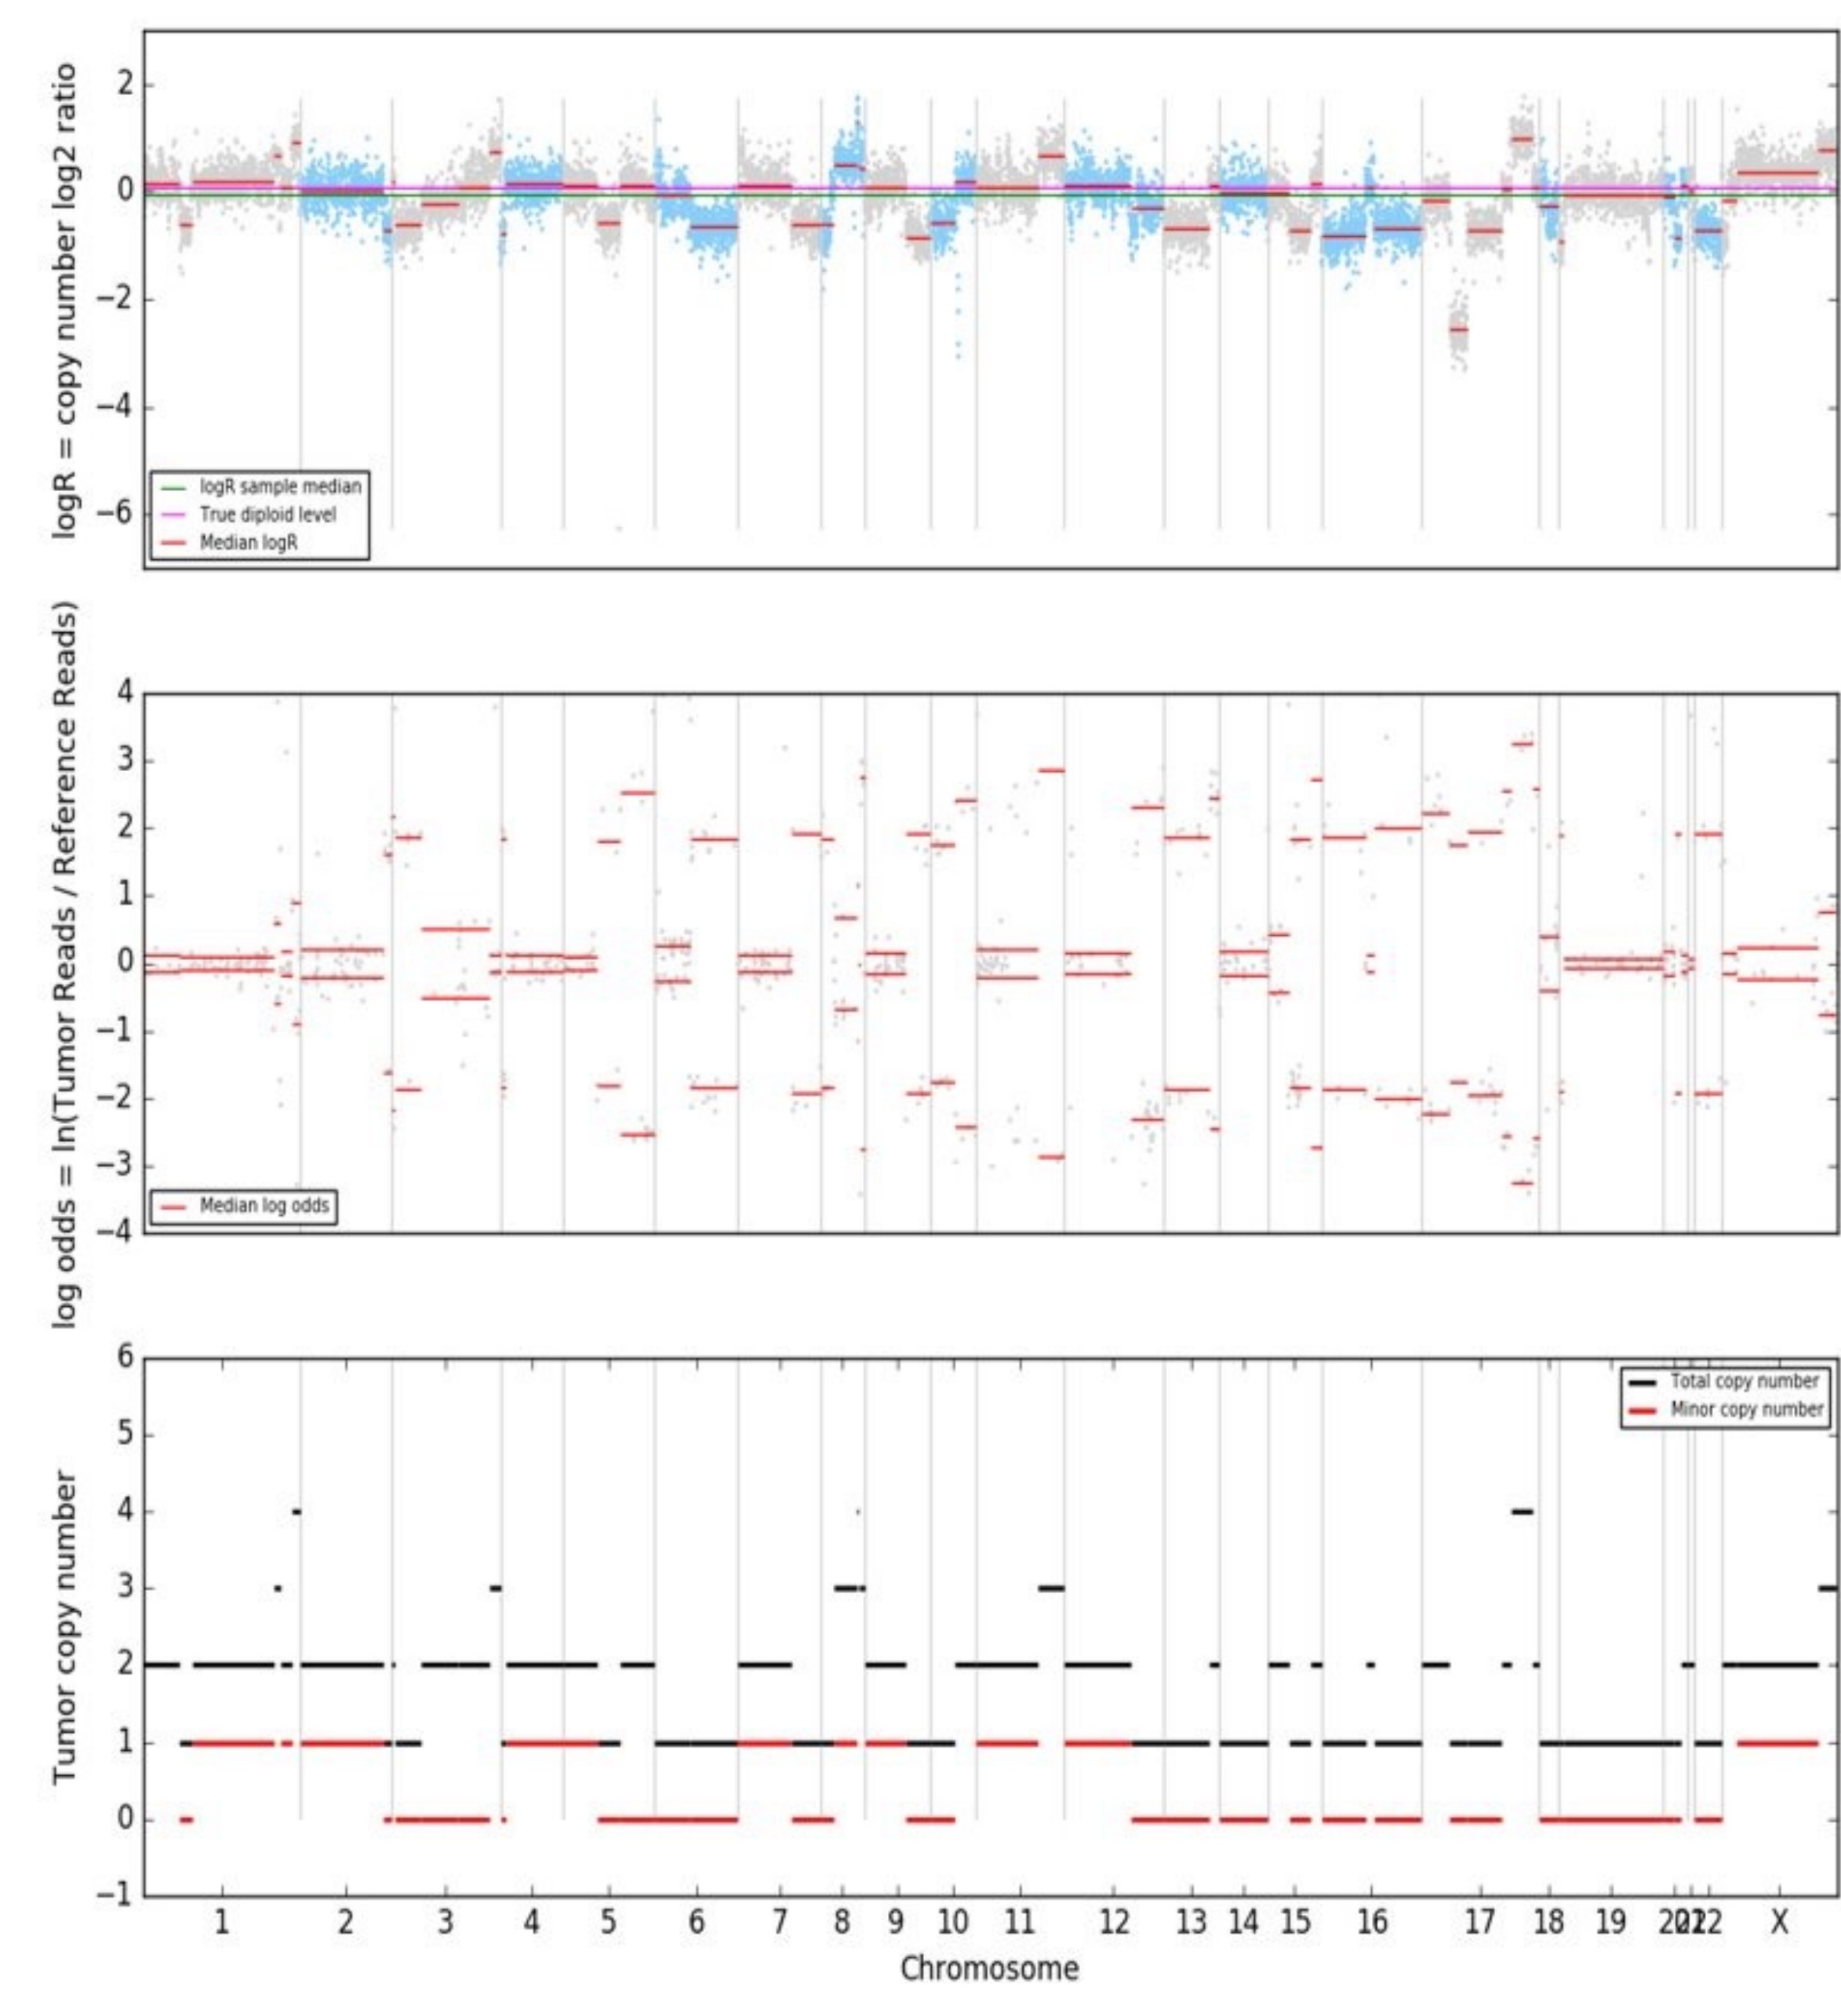 logR = copy number log2 ratio
2
0
−2
−4
−6
logR sample median
True diploid level
Median logR
log odds = ln(Tumor Reads / Reference Reads)
4
3
2
1
0
−1
−2
−3
−4
Median log odds
Tumor copy number
6
5
4
3
2
1
0
−1
Total copy number
Minor copy number
1 2 3 4 5 6 7 8 9 10 11 12 13 14 15 16 17 18 19 20 21 22 X
Chromosome